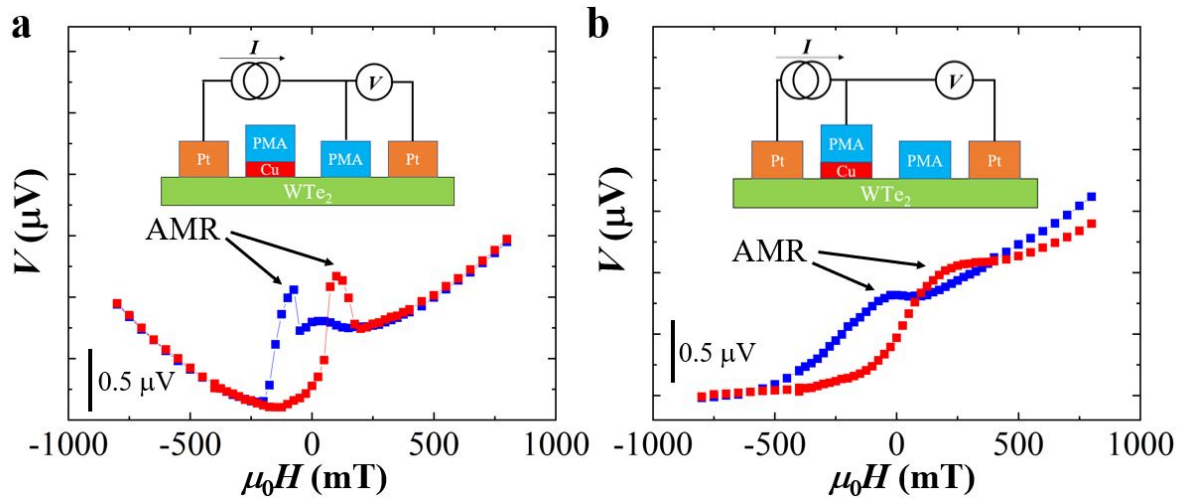 a
I
V
PMA
Pt
Cu
PMA
Pt
WTe₂
AMR
V (μV)
0.5 μV
-1000 -500 0 500 1000
μ₀H (mT)
b
I
V
PMA
Pt
Cu
PMA
Pt
WTe₂
AMR
V (μV)
0.5 μV
-1000 -500 0 500 1000
μ₀H (mT)